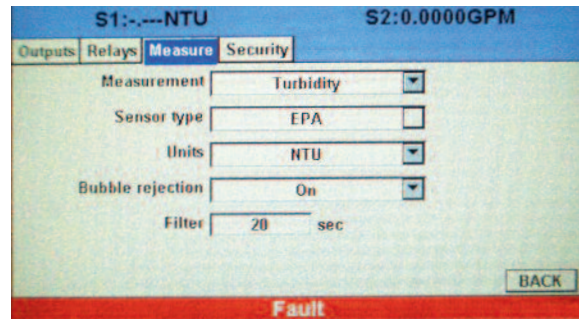 S1:-.---NTU S2:0.0000GPM
Outputs Relays Measure Security
Measurement Turbidity
Sensor type EPA
Units NTU
Bubble rejection On
Filter 20 sec
BACK
Fault